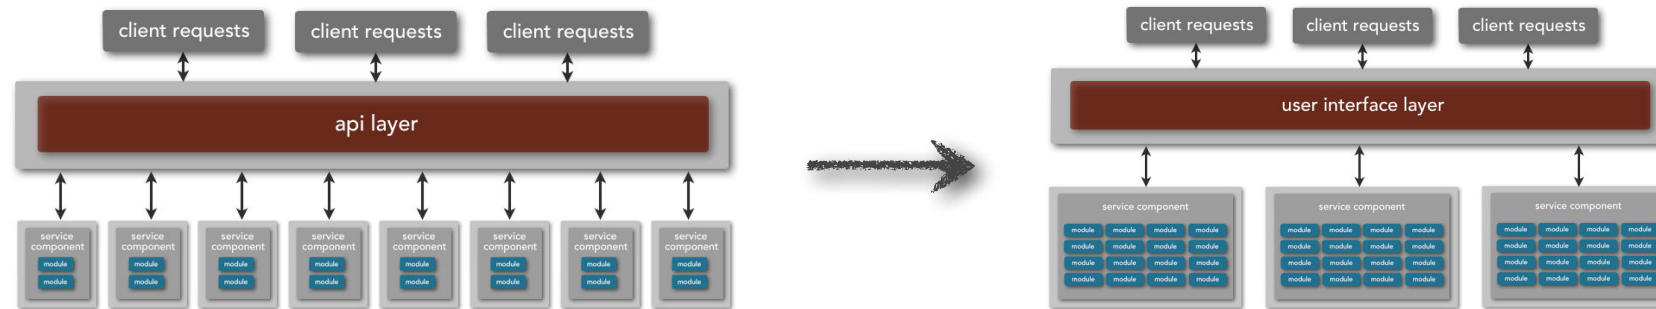 client requests
client requests
client requests
api layer
service
component
module
module
service
component
module
module
service
component
module
module
service
component
module
module
service
component
module
module
service
component
module
module
service
component
module
module
service
component
module
module
client requests
client requests
client requests
user interface layer
service component
module module module module
module module module module
module module module module
module module module module
service component
module module module module
module module module module
module module module module
module module module module
service component
module module module module
module module module module
module module module module
module module module module